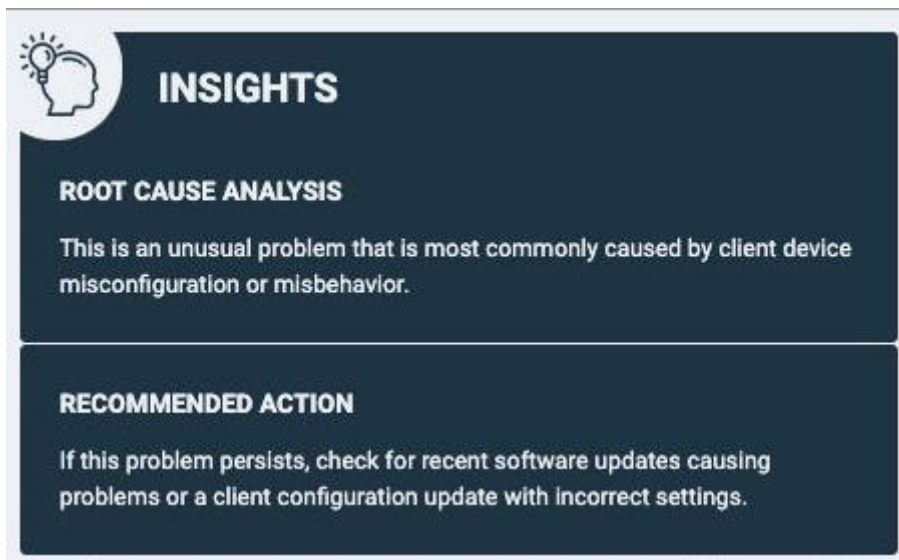 INSIGHTS
ROOT CAUSE ANALYSIS
This is an unusual problem that is most commonly caused by client device
misconfiguration or misbehavior.
RECOMMENDED ACTION
If this problem persists, check for recent software updates causing
problems or a client configuration update with incorrect settings.